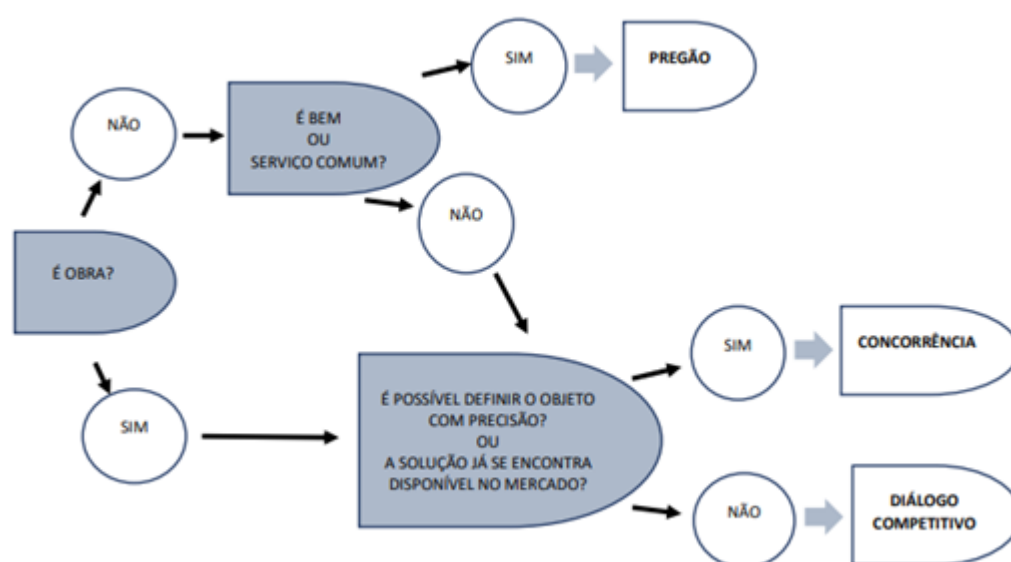 É OBRA?
NÃO
É BEM
OU
SERVIÇO COMUM?
SIM
PREGÃO
NÃO
SIM
É POSSÍVEL DEFINIR O OBJETO
COM PRECISÃO?
OU
A SOLUÇÃO JÁ SE ENCONTRA
DISPONÍVEL NO MERCADO?
SIM
CONCORRÊNCIA
NÃO
DIÁLOGO
COMPETITIVO